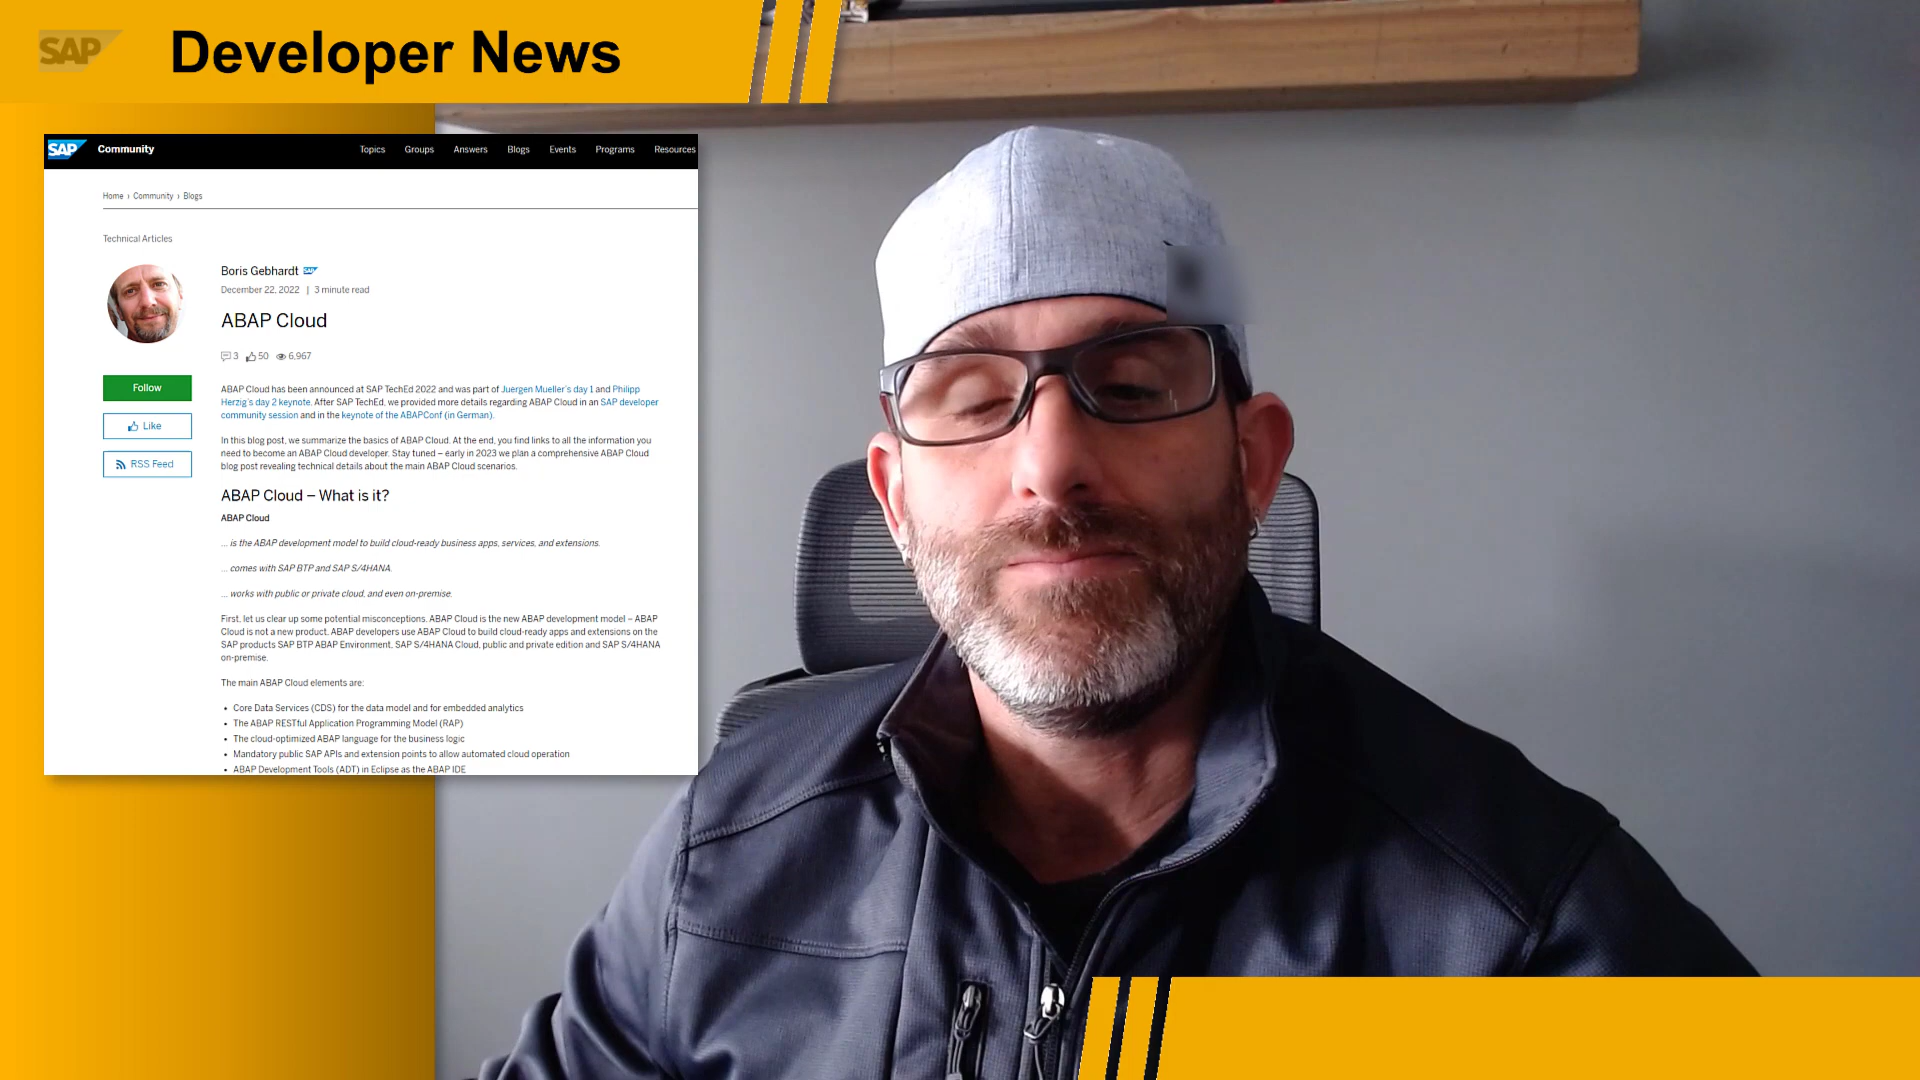 SAP Developer News
SAP Community Topics Groups Answers Blogs Events Programs Resources
Home › Community › Blogs
Technical Articles
Boris Gebhardt SAP
December 22, 2022 | 3 minute read
ABAP Cloud
3 50 6,967
Follow
Like
RSS Feed
ABAP Cloud has been announced at SAP TechEd 2022 and was part of Juergen Mueller's day 1 and Philipp
Herzig's day 2 keynote. After SAP TechEd, we provided more details regarding ABAP Cloud in an SAP developer
community session and in the keynote of the ABAPConf (in German).
In this blog post, we summarize the basics of ABAP Cloud. At the end, you find links to all the information you
need to become an ABAP Cloud developer. Stay tuned – early in 2023 we plan a comprehensive ABAP Cloud
blog post revealing technical details about the main ABAP Cloud scenarios.
ABAP Cloud – What is it?
ABAP Cloud
... is the ABAP development model to build cloud-ready business apps, services, and extensions.
... comes with SAP BTP and SAP S/4HANA.
... works with public or private cloud, and even on-premise.
First, let us clear up some potential misconceptions. ABAP Cloud is the new ABAP development model – ABAP
Cloud is not a new product. ABAP developers use ABAP Cloud to build cloud-ready apps and extensions on the
SAP products SAP BTP ABAP Environment, SAP S/4HANA Cloud, public and private edition and SAP S/4HANA
on-premise.
The main ABAP Cloud elements are:
• Core Data Services (CDS) for the data model and for embedded analytics
• The ABAP RESTful Application Programming Model (RAP)
• The cloud-optimized ABAP language for the business logic
• Mandatory public SAP APIs and extension points to allow automated cloud operation
• ABAP Development Tools (ADT) in Eclipse as the ABAP IDE